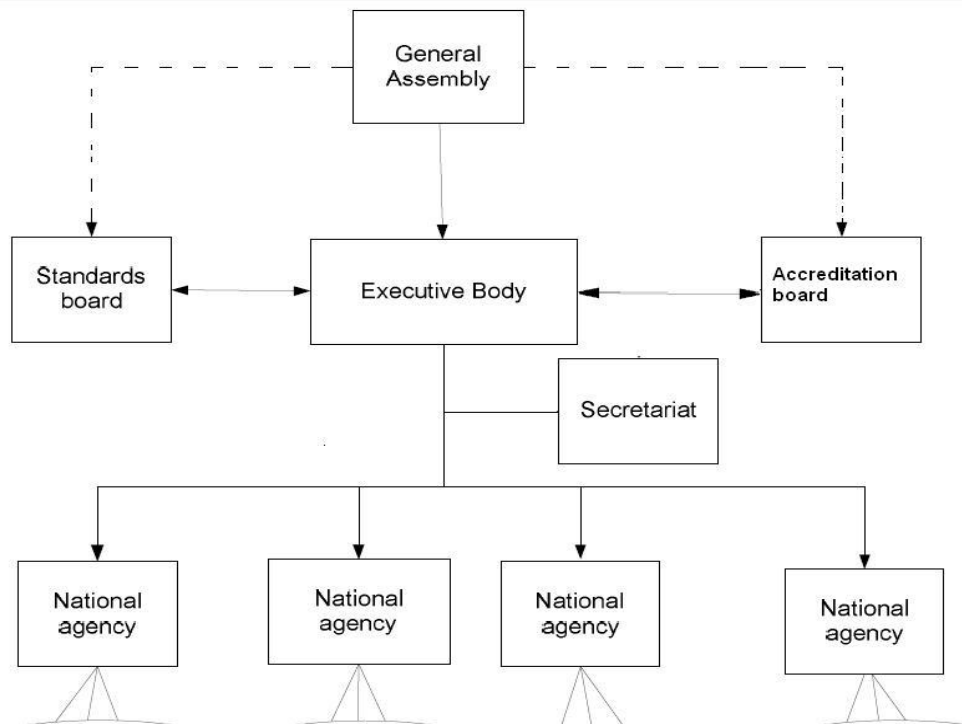 General
Assembly
Standards
board
Executive Body
Accreditation
board
Secretariat
National
agency
National
agency
National
agency
National
agency